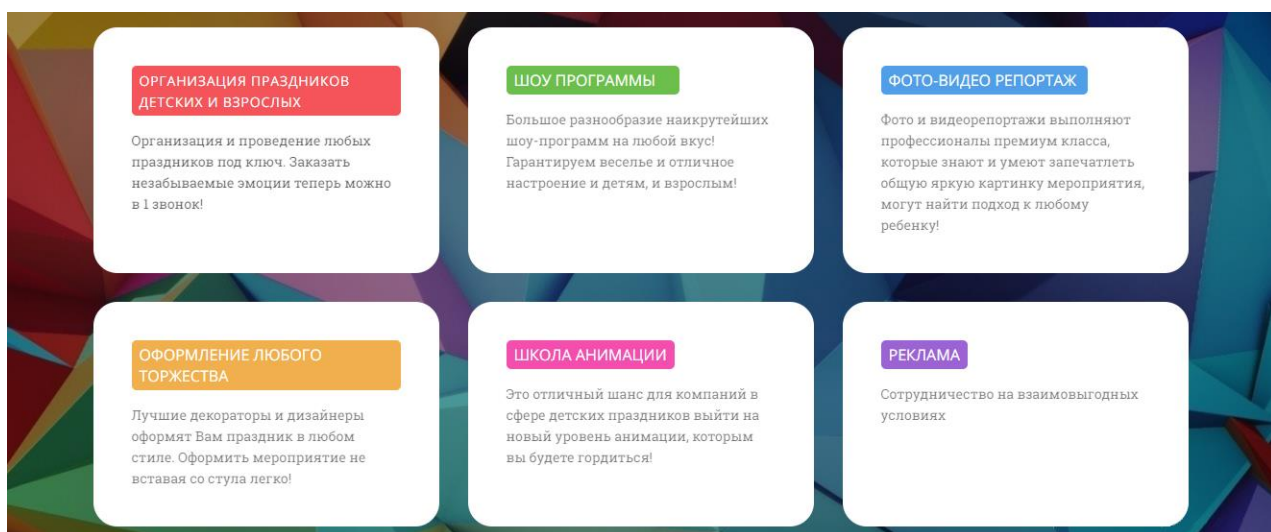 ОРГАНИЗАЦИЯ ПРАЗДНИКОВ
ДЕТСКИХ И ВЗРОСЛЫХ
Организация и проведение любых
праздников под ключ. Заказать
незабываемые эмоции теперь можно
в 1 звонок!
ШОУ ПРОГРАММЫ
Большое разнообразие наикрутейших
шоу-программ на любой вкус!
Гарантируем веселье и отличное
настроение и детям, и взрослым!
ФОТО-ВИДЕО РЕПОРТАЖ
Фото и видеорепортажи выполняют
профессионалы премиум класса,
которые знают и умеют запечатлеть
общую яркую картинку мероприятия,
могут найти подход к любому
ребенку!
ОФОРМЛЕНИЕ ЛЮБОГО
ТОРЖЕСТВА
Лучшие декораторы и дизайнеры
оформят Вам праздник в любом
стиле. Оформить мероприятие не
вставая со стула легко!
ШКОЛА АНИМАЦИИ
Это отличный шанс для компаний в
сфере детских праздников выйти на
новый уровень анимации, которым
вы будете гордиться!
РЕКЛАМА
Сотрудничество на взаимовыгодных
условиях